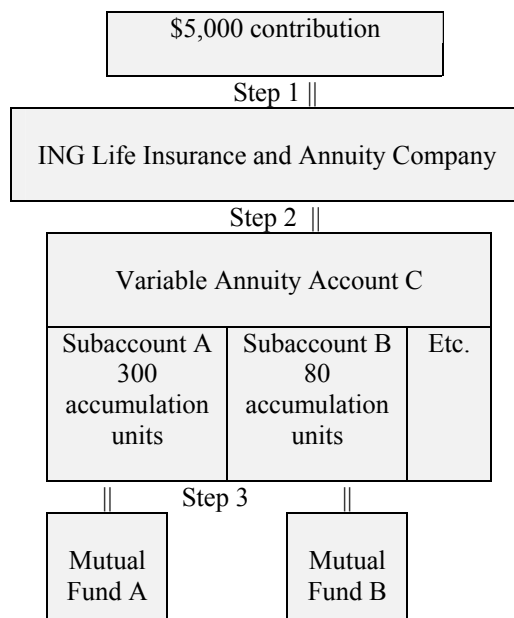 $5,000 contribution
Step 1 ||
ING Life Insurance and Annuity Company
Step 2 ||
Variable Annuity Account C
Subaccount A
300
accumulation
units
Subaccount B
80
accumulation
units
Etc.
|| Step 3 ||
Mutual
Fund A
Mutual
Fund B